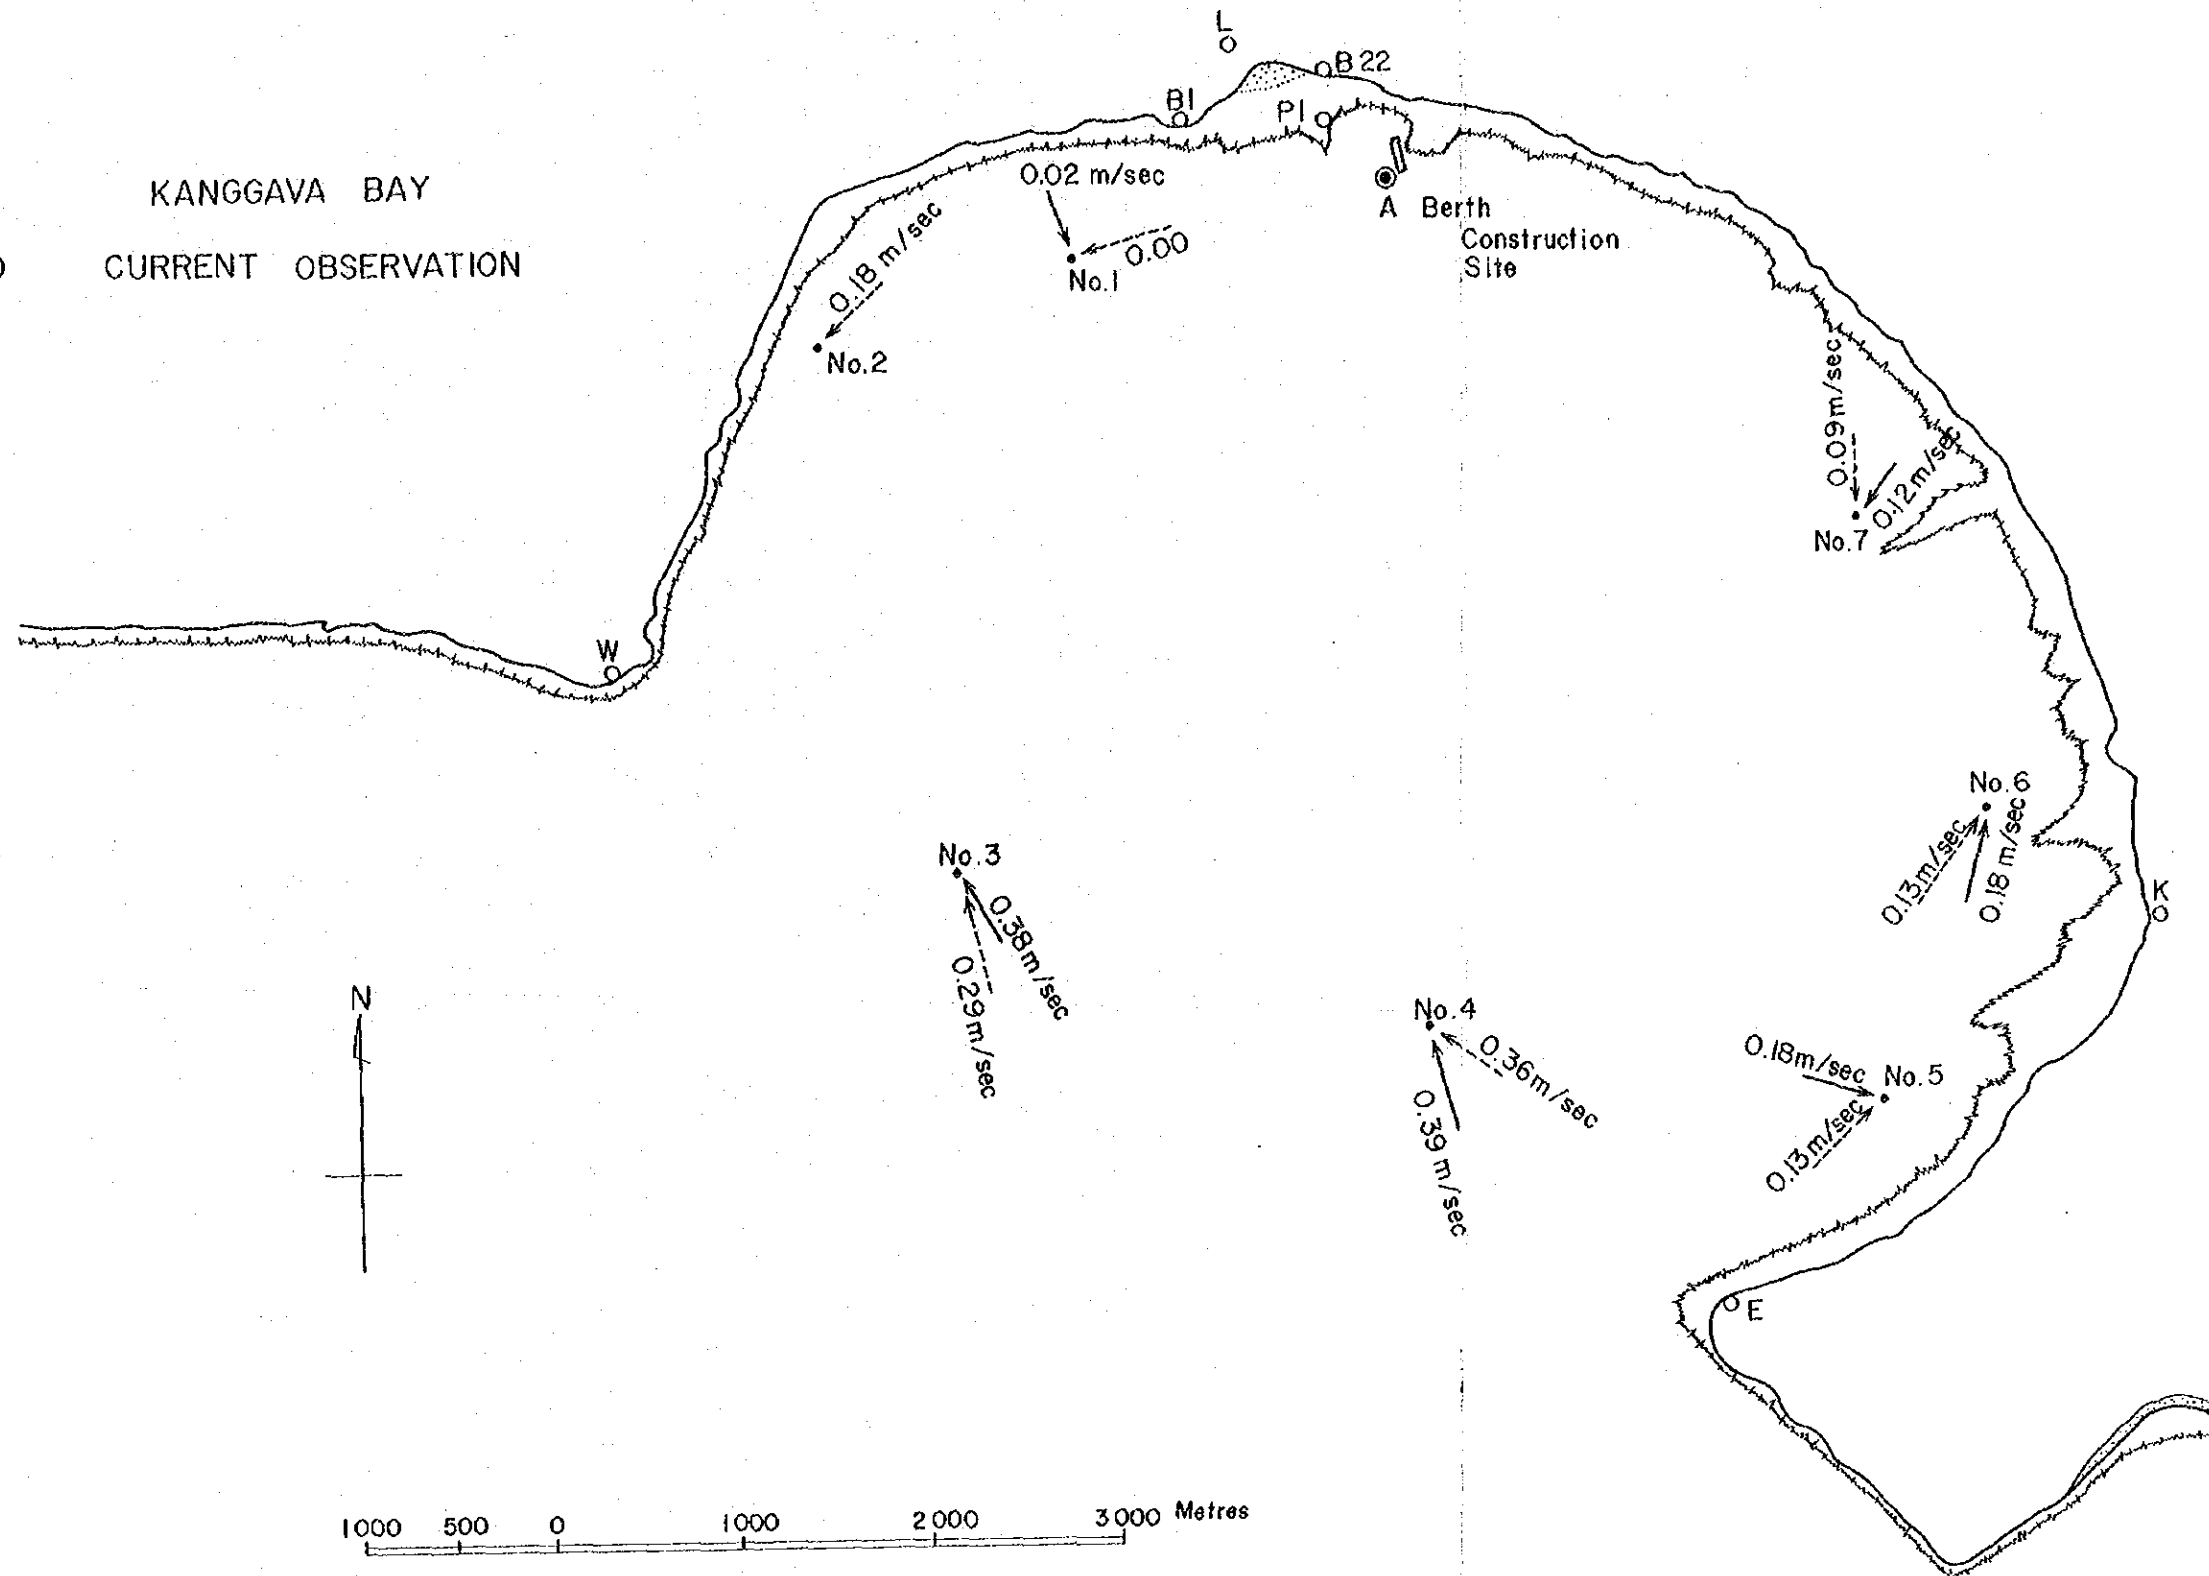 L
B22
B1
P1
KANGGAVA BAY
CURRENT OBSERVATION
0.02 m/sec
A Berth
Construction
Site
0.18 m/sec
0.00
No.1
No.2
0.09m/sec
0.12m/sec
No.7
W
No.6
0.13m/sec
0.18 m/sec
K
No.3
0.38m/sec
0.29m/sec
N
No.4
0.36m/sec
0.39 m/sec
0.18m/sec
No.5
0.13m/sec
E
1000 500 0 1000 2000 3000 Metres